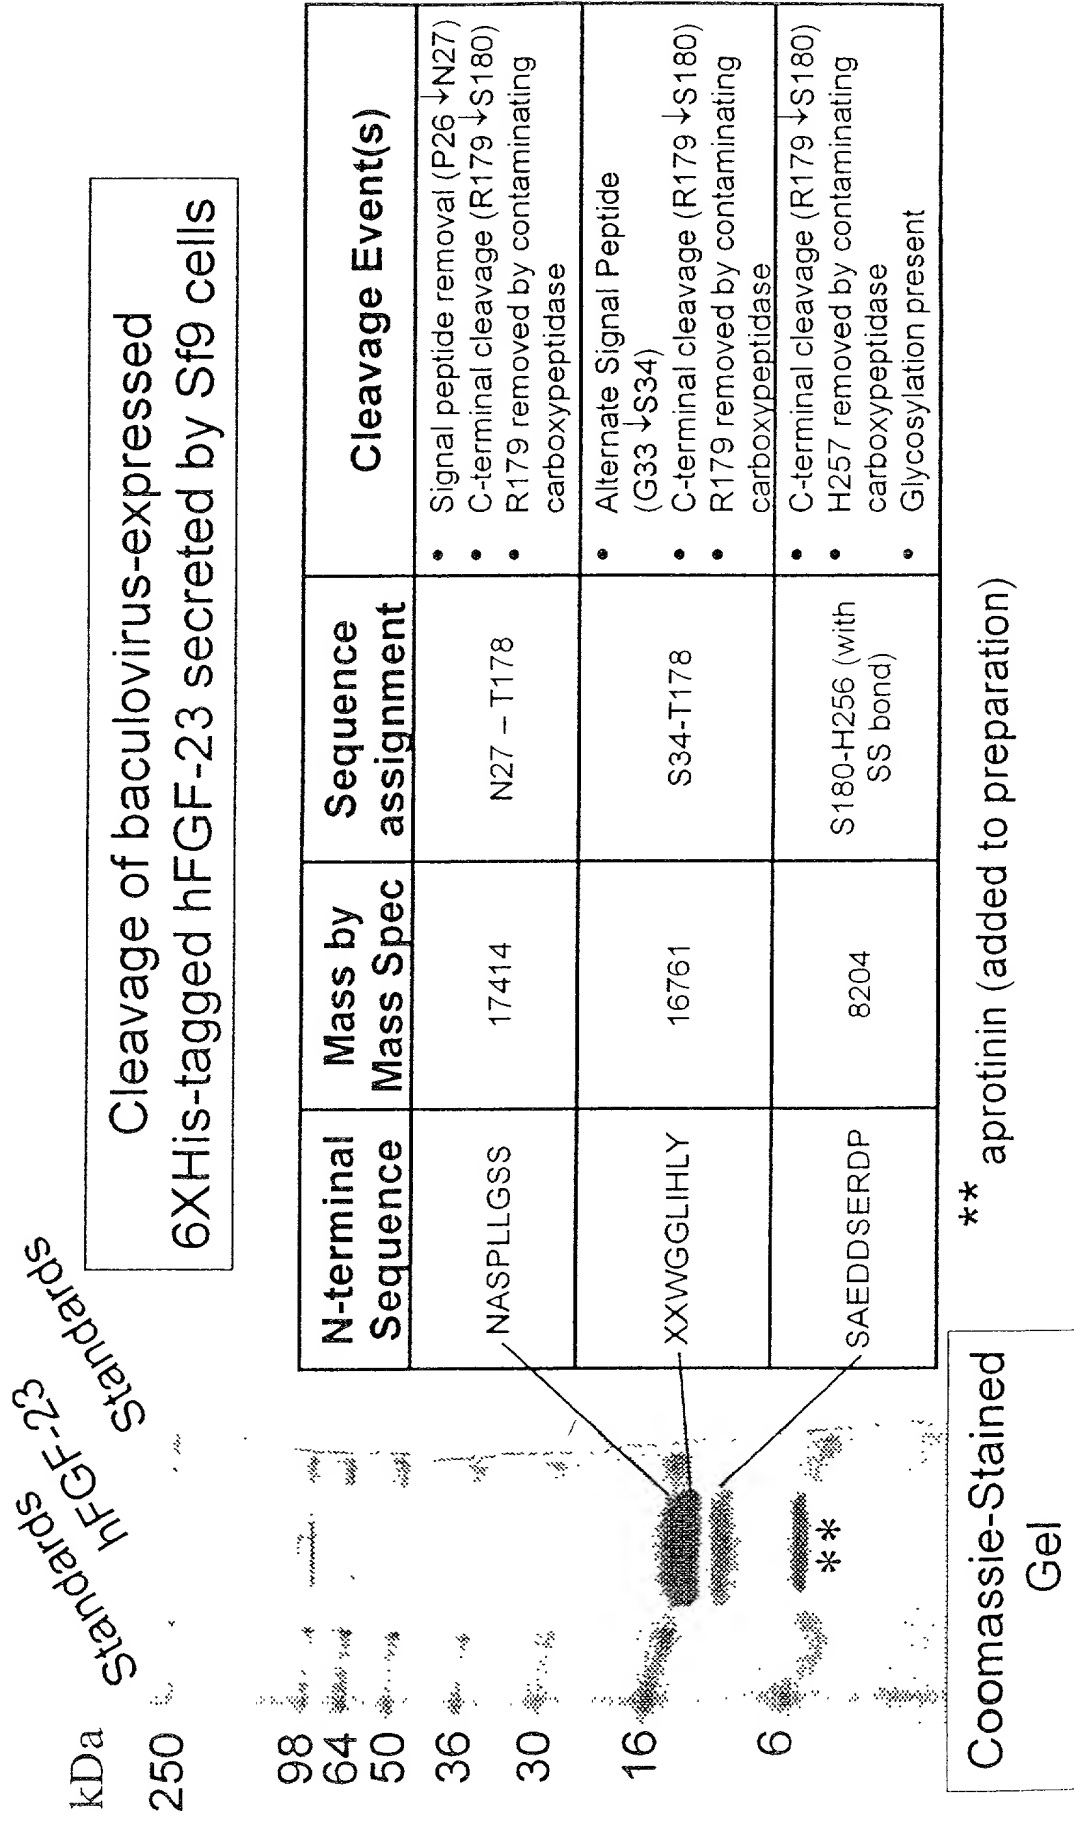 Cleavage of baculovirus-expressed
6XHis-tagged hFGF-23 secreted by Sf9 cells
Standards
hFGF-23
Standards
kDa
250
98
64
50
36
30
16
6
**
Coomassie-Stained
Gel
N-terminal
Sequence
Mass by
Mass Spec
Sequence
assignment
Cleavage Event(s)
NASPLLGSS
17414
N27 – T178
• Signal peptide removal (P26 ↓N27)
• C-terminal cleavage (R179 ↓S180)
• R179 removed by contaminating
carboxypeptidase
XXWGGLIHLY
16761
S34-T178
• Alternate Signal Peptide
(G33 ↓S34)
• C-terminal cleavage (R179 ↓S180)
• R179 removed by contaminating
carboxypeptidase
SAEDDSERDP
8204
S180-H256 (with
SS bond)
• C-terminal cleavage (R179 ↓S180)
• H257 removed by contaminating
carboxypeptidase
• Glycosylation present
** aprotinin (added to preparation)